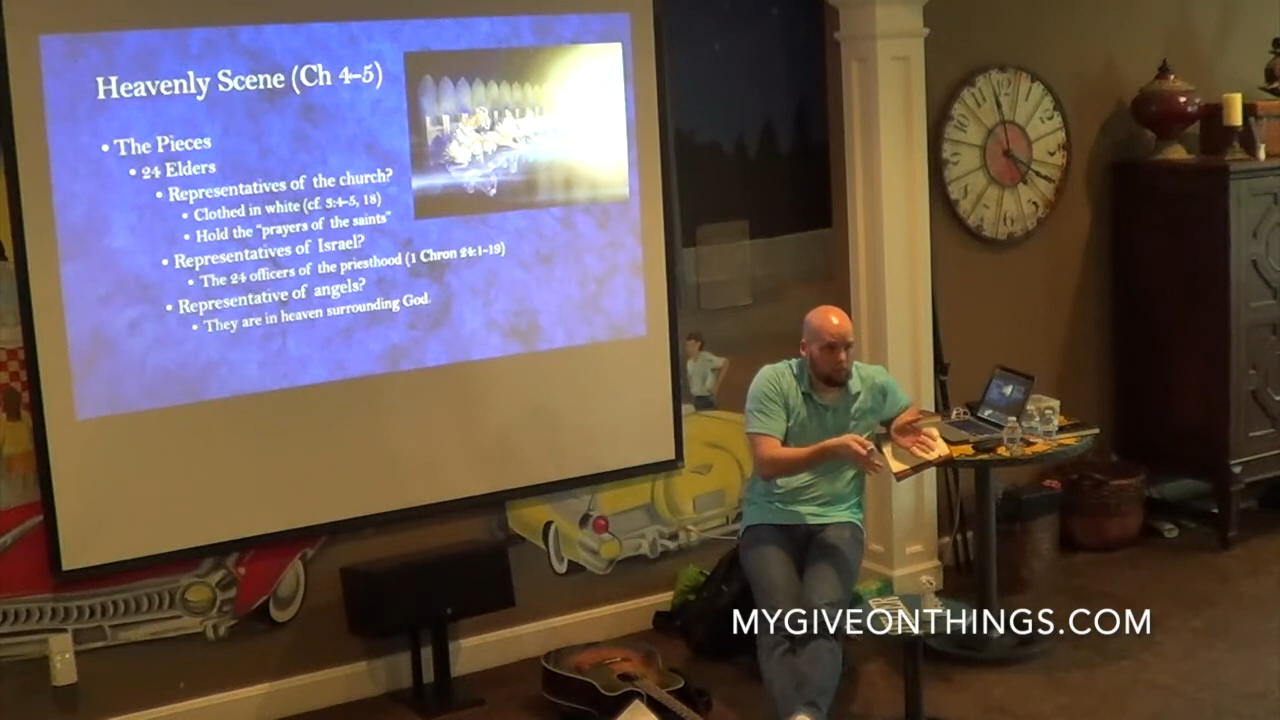 Heavenly Scene (Ch 4–5)
• The Pieces
• 24 Elders
• Representatives of the church?
• Clothed in white (cf. 3:4–5, 18)
• Hold the "prayers of the saints"
• Representatives of Israel?
• The 24 officers of the priesthood (1 Chron 24:1-19)
• Representative of angels?
• They are in heaven surrounding God.
MYGIVEONTHINGS.COM